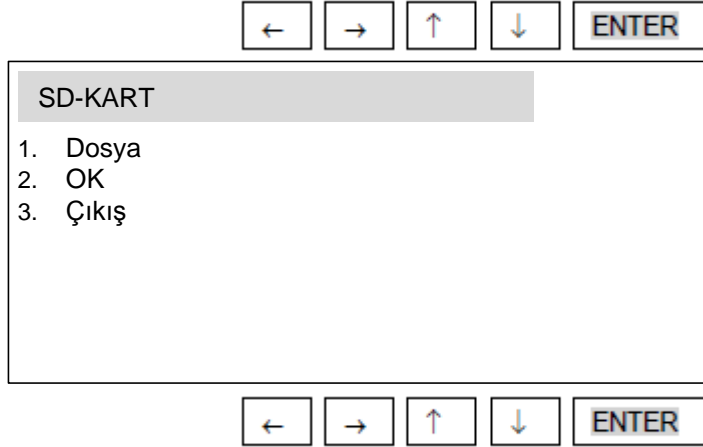 ← → ↑ ↓ ENTER
SD-KART
1. Dosya
2. OK
3. Çıkış
← → ↑ ↓ ENTER